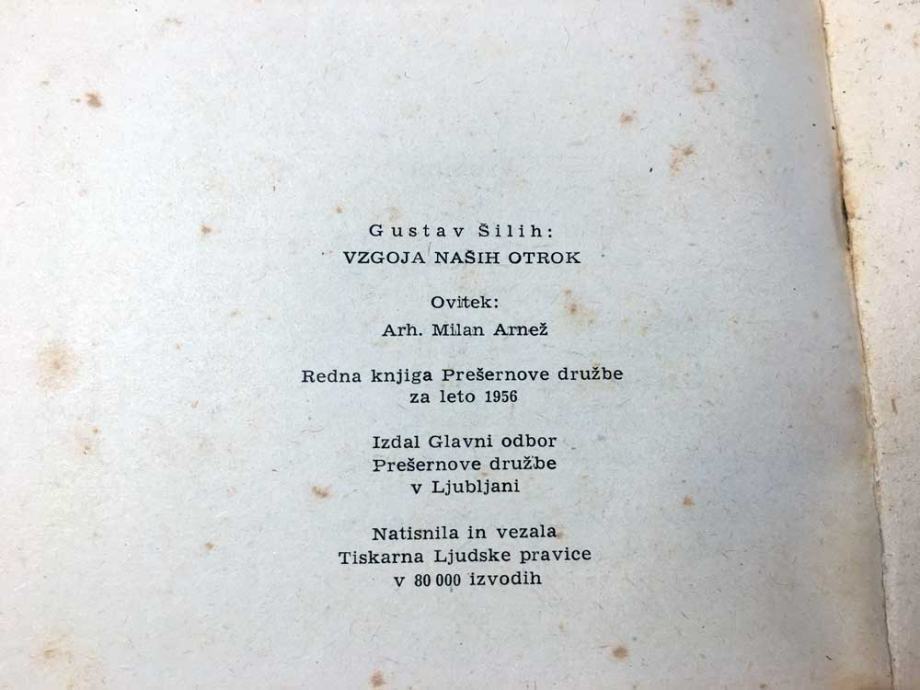 Gustav Šilih:
VZGOJA NAŠIH OTROK
Ovitek:
Arh. Milan Arnež
Redna knjiga Prešernove družbe
za leto 1956
Izdal Glavni odbor
Prešernove družbe
v Ljubljani
Natisnila in vezala
Tiskarna Ljudske pravice
v 80 000 izvodih